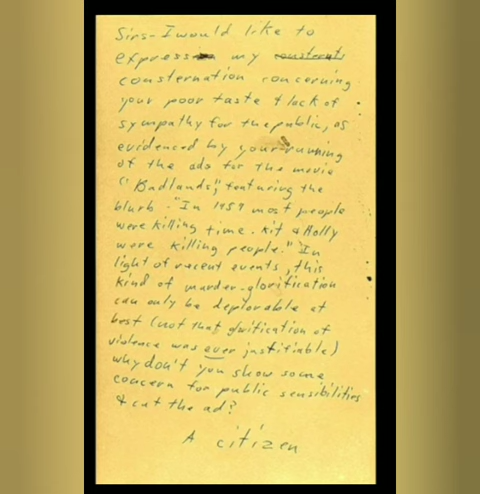 Sirs- I would like to
express my consternati
consternation concerning
your poor taste & lack of
sympathy for the public, as
evidenced by your running
of the ads for the movie
"Badlands," featuring the
blurb - "In 1959 most people
were killing time. Kit & Holly
were killing people." In
light of recent events, this
kind of murder-glorification
can only be deplorable at
best (not that glorification of
violence was ever justifiable)
why don't you show some
concern for public sensibilities
& cut the ad?
A citizen